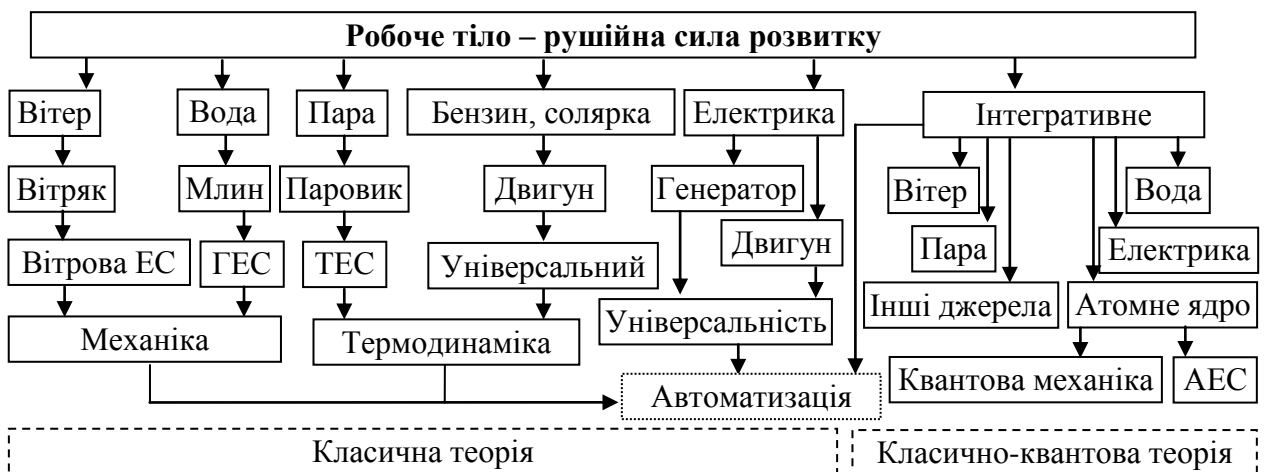 Робоче тіло – рушійна сила розвитку
Вітер
Вода
Пара
Бензин, солярка
Електрика
Інтегративне
Вітряк
Млин
Паровик
Двигун
Генератор
Вітер
Вода
Вітрова ЕС
ГЕС
ТЕС
Універсальний
Двигун
Пара
Електрика
Механіка
Термодинаміка
Універсальність
Інші джерела
Атомне ядро
Автоматизація
Квантова механіка
АЕС
Класична теорія
Класично-квантова теорія